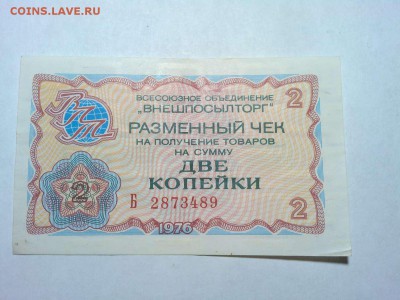 COINS.LAVE.RU
ВПТ
ВСЕСОЮЗНОЕ ОБЪЕДИНЕНИЕ
"ВНЕШПОСЫЛТОРГ"
2
РАЗМЕННЫЙ ЧЕК
НА ПОЛУЧЕНИЕ ТОВАРОВ
НА СУММУ
ДВЕ
КОПЕЙКИ
2
Б 2873489
2
1976